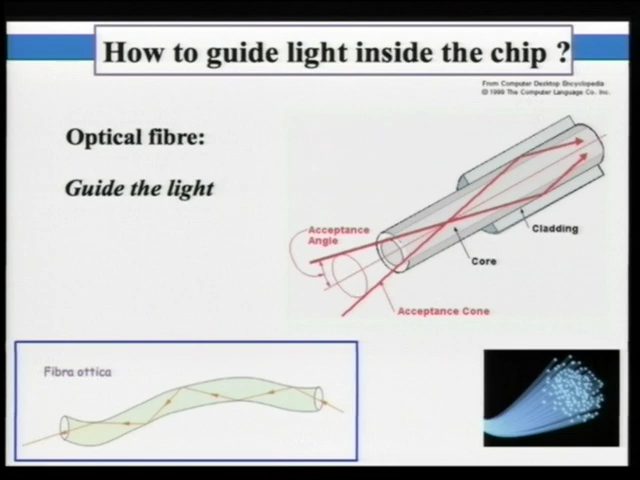 How to guide light inside the chip ?
From Computer Desktop Encyclopedia
© 1999 The Computer Language Co. Inc.
Optical fibre:
Guide the light
Acceptance
Angle
Cladding
Core
Acceptance Cone
Fibra ottica